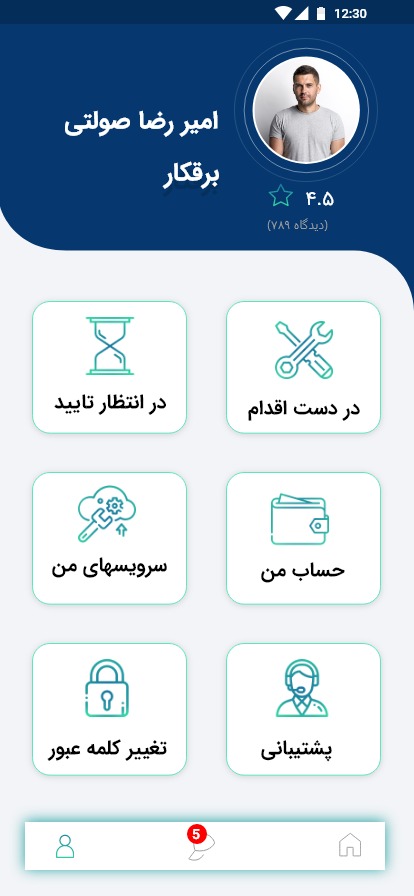 12:30
امیر رضا صولتی
برقکار
۴.۵
(۷۸۹ دیدگاه)
در دست اقدام
در انتظار تایید
حساب من
سرویسهای من
پشتیبانی
تغییر کلمه عبور
5